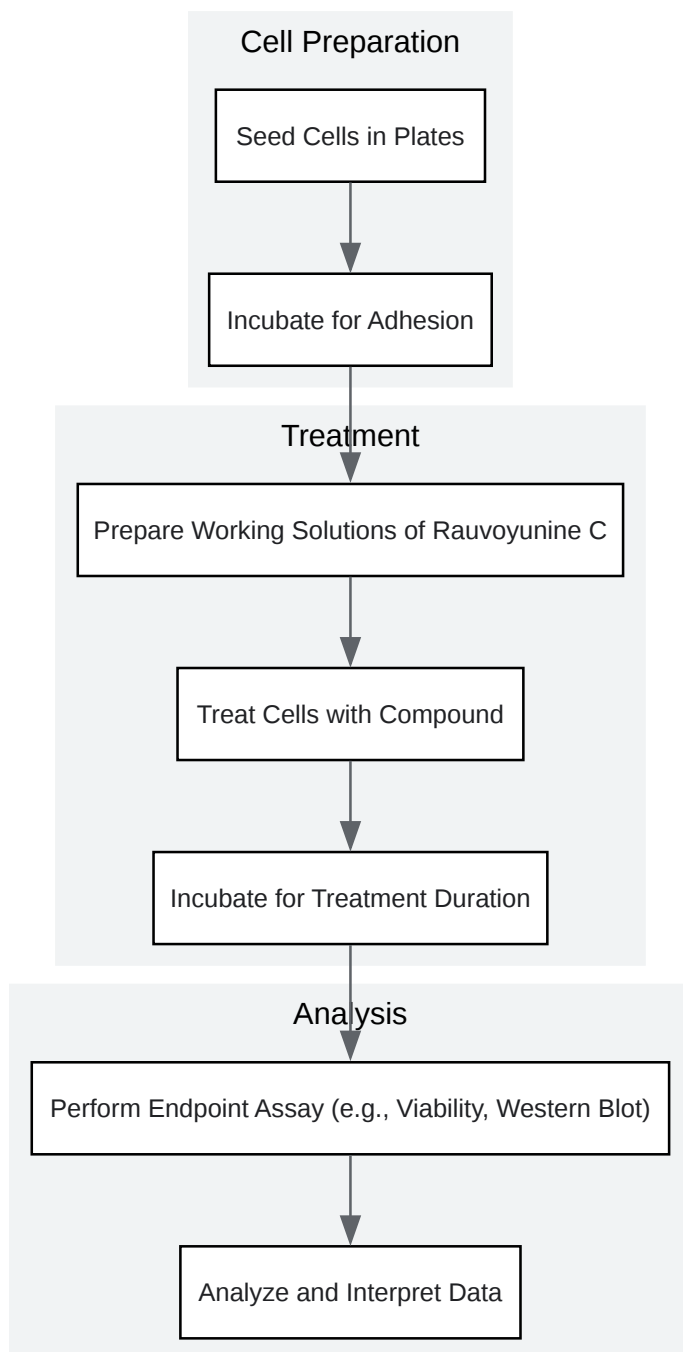 Cell Preparation
Seed Cells in Plates
Incubate for Adhesion
Treatment
Prepare Working Solutions of Rauvoyunine C
Treat Cells with Compound
Incubate for Treatment Duration
Analysis
Perform Endpoint Assay (e.g., Viability, Western Blot)
Analyze and Interpret Data